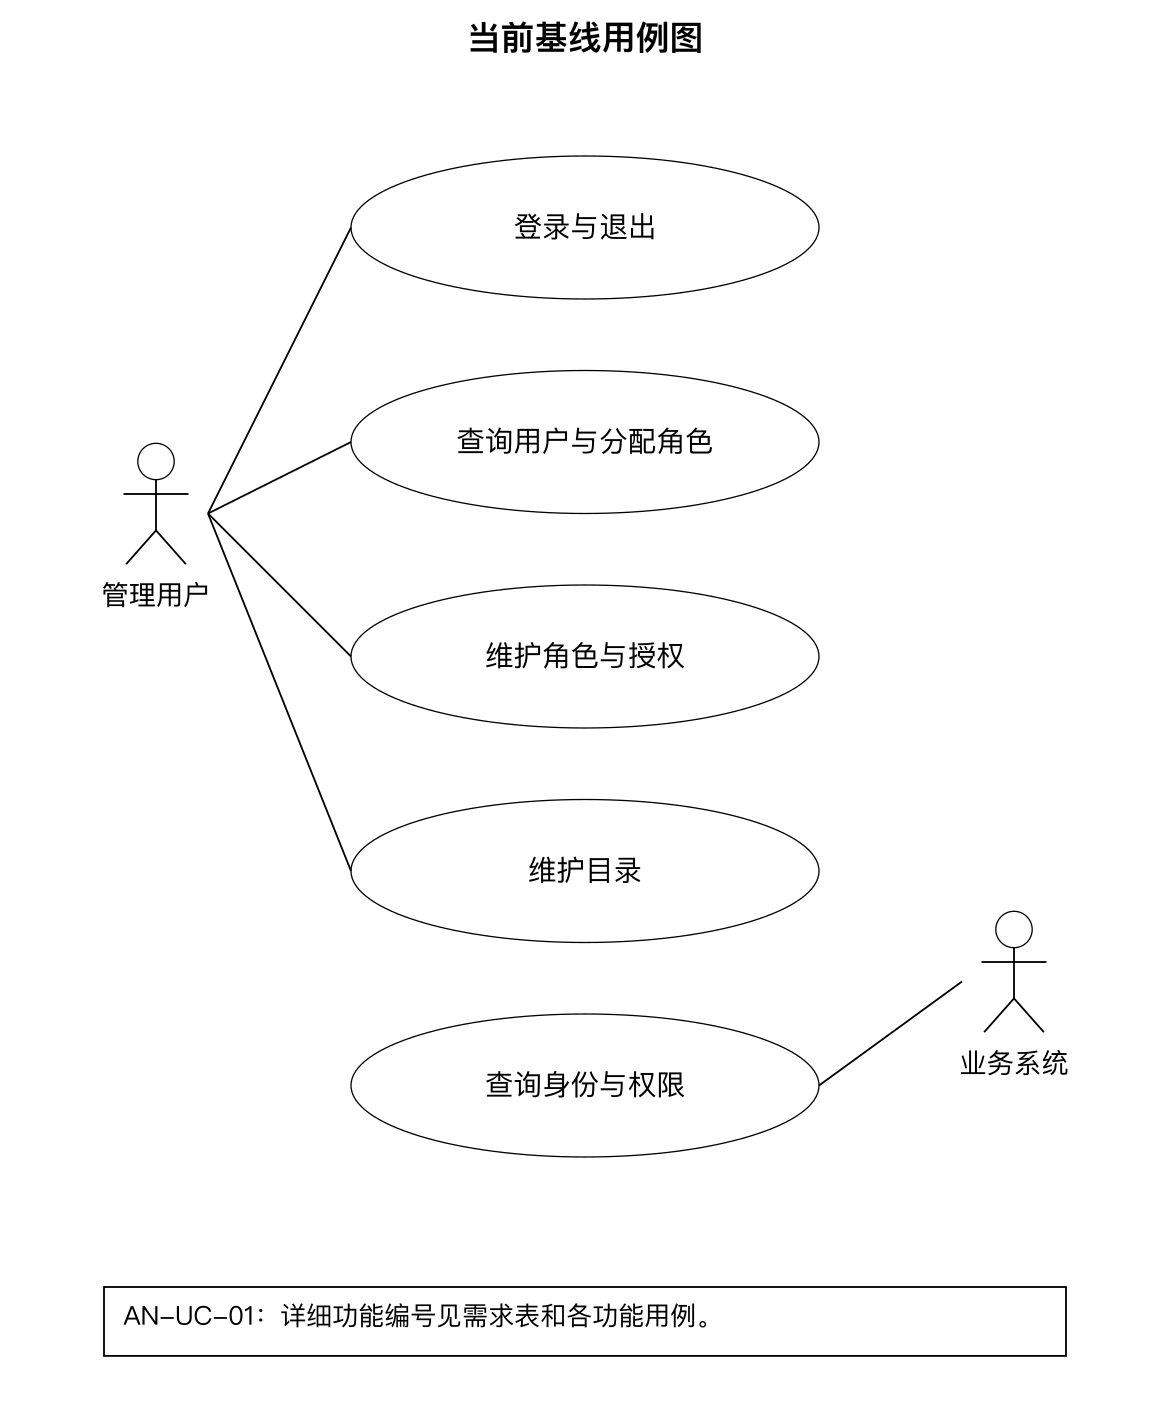 当前基线用例图
登录与退出
查询用户与分配角色
管理用户
维护角色与授权
维护目录
业务系统
查询身份与权限
AN-UC-01：详细功能编号见需求表和各功能用例。